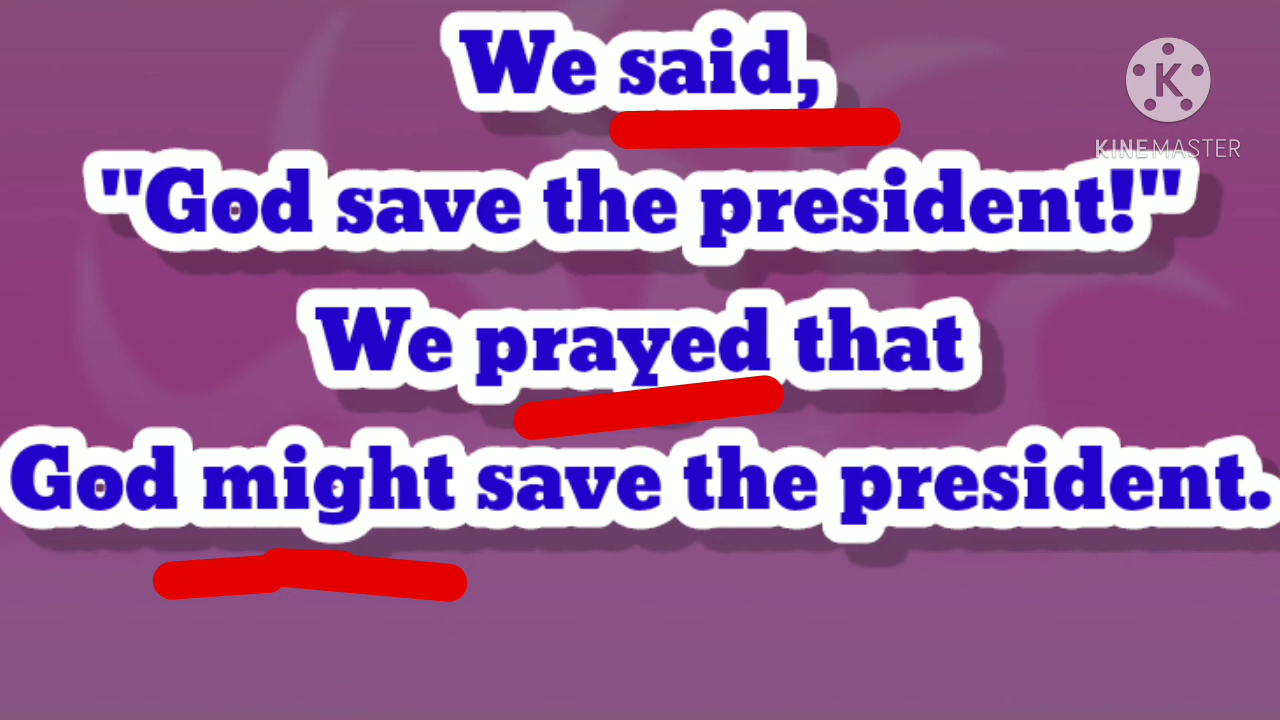 We said,
KINEMASTER
"God save the president!"
We prayed that
God might save the president.